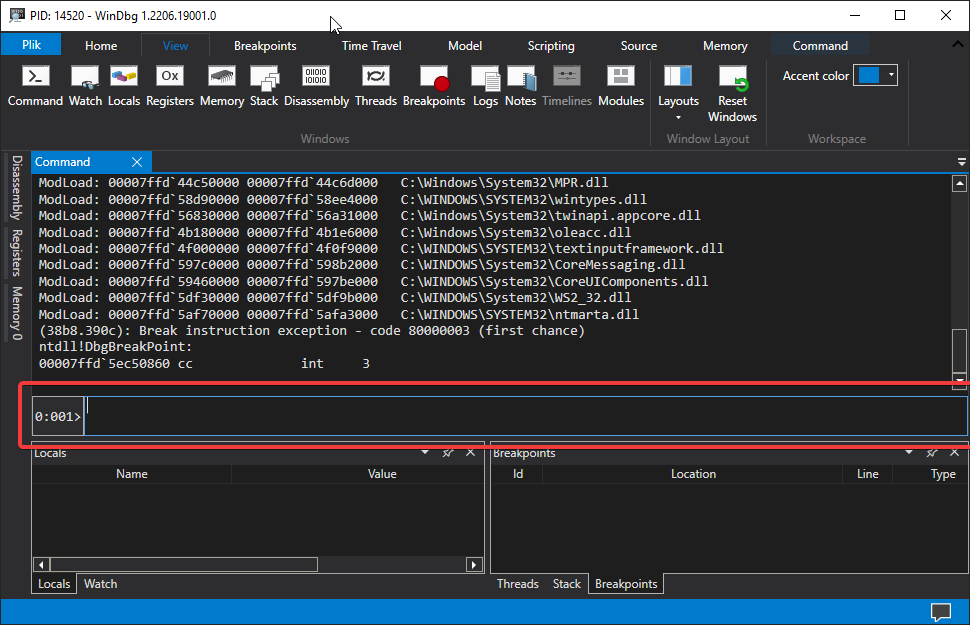 PID: 14520 - WinDbg 1.2206.19001.0
Plik Home View Breakpoints Time Travel Model Scripting Source Memory Command
Command Watch Locals Registers Memory Stack Disassembly Threads Breakpoints Logs Notes Timelines Modules
Windows
Layouts Reset Windows
Window Layout
Accent color
Workspace
Disassembly
Registers
Memory 0
Command
ModLoad: 00007ffd`44c50000 00007ffd`44c6d000   C:\Windows\System32\MPR.dll
ModLoad: 00007ffd`58d90000 00007ffd`58ee4000   C:\WINDOWS\SYSTEM32\wintypes.dll
ModLoad: 00007ffd`56830000 00007ffd`56a31000   C:\WINDOWS\SYSTEM32\twinapi.appcore.dll
ModLoad: 00007ffd`4b180000 00007ffd`4b1e6000   C:\WINDOWS\System32\oleacc.dll
ModLoad: 00007ffd`4f000000 00007ffd`4f0f9000   C:\WINDOWS\SYSTEM32\textinputframework.dll
ModLoad: 00007ffd`597c0000 00007ffd`598b2000   C:\WINDOWS\System32\CoreMessaging.dll
ModLoad: 00007ffd`59460000 00007ffd`597be000   C:\WINDOWS\System32\CoreUIComponents.dll
ModLoad: 00007ffd`5df30000 00007ffd`5df9b000   C:\WINDOWS\System32\WS2_32.dll
ModLoad: 00007ffd`5af70000 00007ffd`5afa3000   C:\WINDOWS\SYSTEM32\ntmarta.dll
(38b8.390c): Break instruction exception - code 80000003 (first chance)
ntdll!DbgBreakPoint:
00007ffd`5ec50860 cc              int     3
0:001>
Locals
Name Value
Locals Watch
Breakpoints
Id Location Line Type
Threads Stack Breakpoints